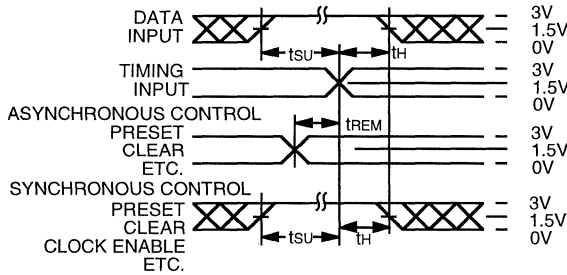 DATA
INPUT
3V
1.5V
0V
tSU
tH
TIMING
INPUT
3V
1.5V
0V
ASYNCHRONOUS CONTROL
PRESET
CLEAR
ETC.
tREM
3V
1.5V
0V
SYNCHRONOUS CONTROL
PRESET
CLEAR
CLOCK ENABLE
ETC.
tSU
tH
3V
1.5V
0V